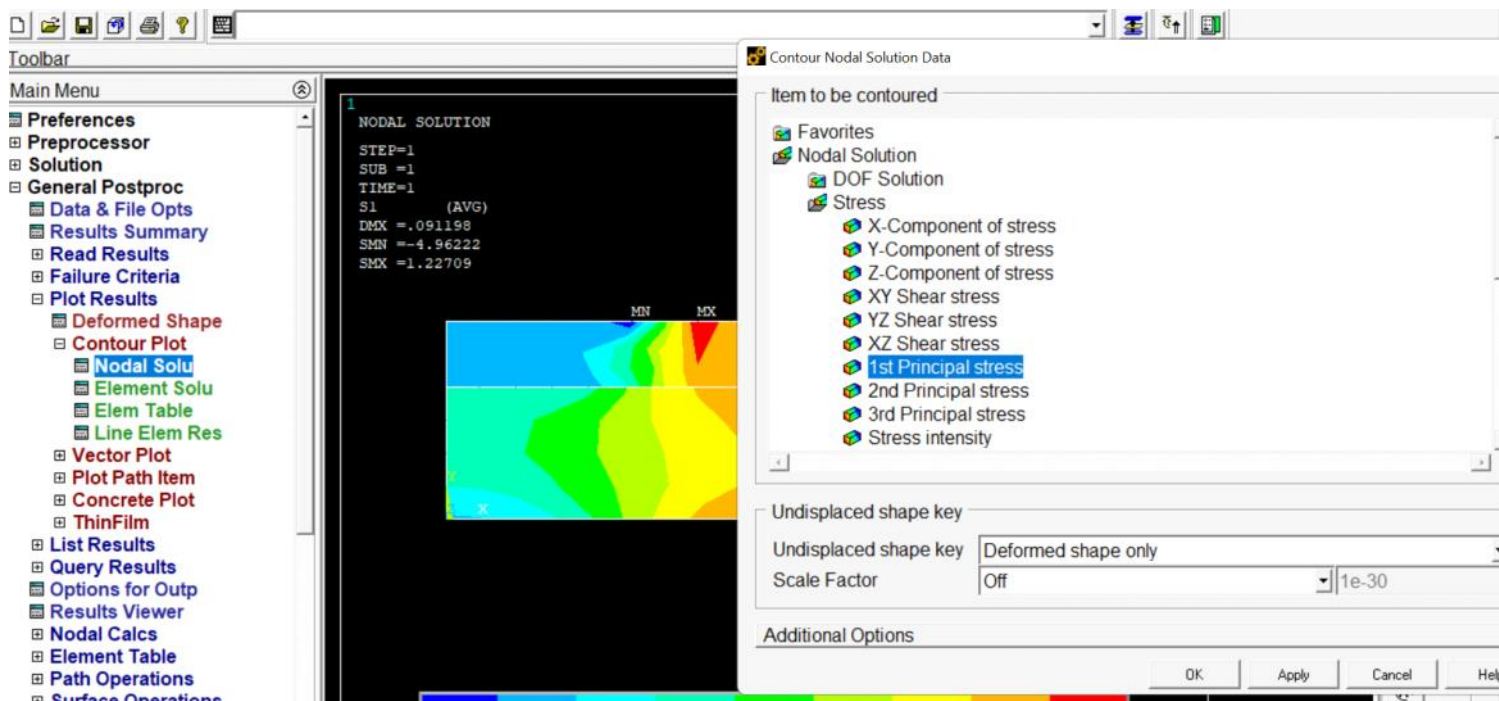 Toolbar
Main Menu
Preferences
Preprocessor
Solution
General Postproc
Data & File Opts
Results Summary
Read Results
Failure Criteria
Plot Results
Deformed Shape
Contour Plot
Nodal Solu
Element Solu
Elem Table
Line Elem Res
Vector Plot
Plot Path Item
Concrete Plot
ThinFilm
List Results
Query Results
Options for Outp
Results Viewer
Nodal Calcs
Element Table
Path Operations
Surface Operations
1
NODAL SOLUTION
STEP=1
SUB =1
TIME=1
S1 (AVG)
DMX =.091198
SMN =-4.96222
SMX =1.22709
MN MX
Y
Z X
Contour Nodal Solution Data
Item to be contoured
Favorites
Nodal Solution
DOF Solution
Stress
X-Component of stress
Y-Component of stress
Z-Component of stress
XY Shear stress
YZ Shear stress
XZ Shear stress
1st Principal stress
2nd Principal stress
3rd Principal stress
Stress intensity
Undisplaced shape key
Undisplaced shape key Deformed shape only
Scale Factor Off 1e-30
Additional Options
OK Apply Cancel Help